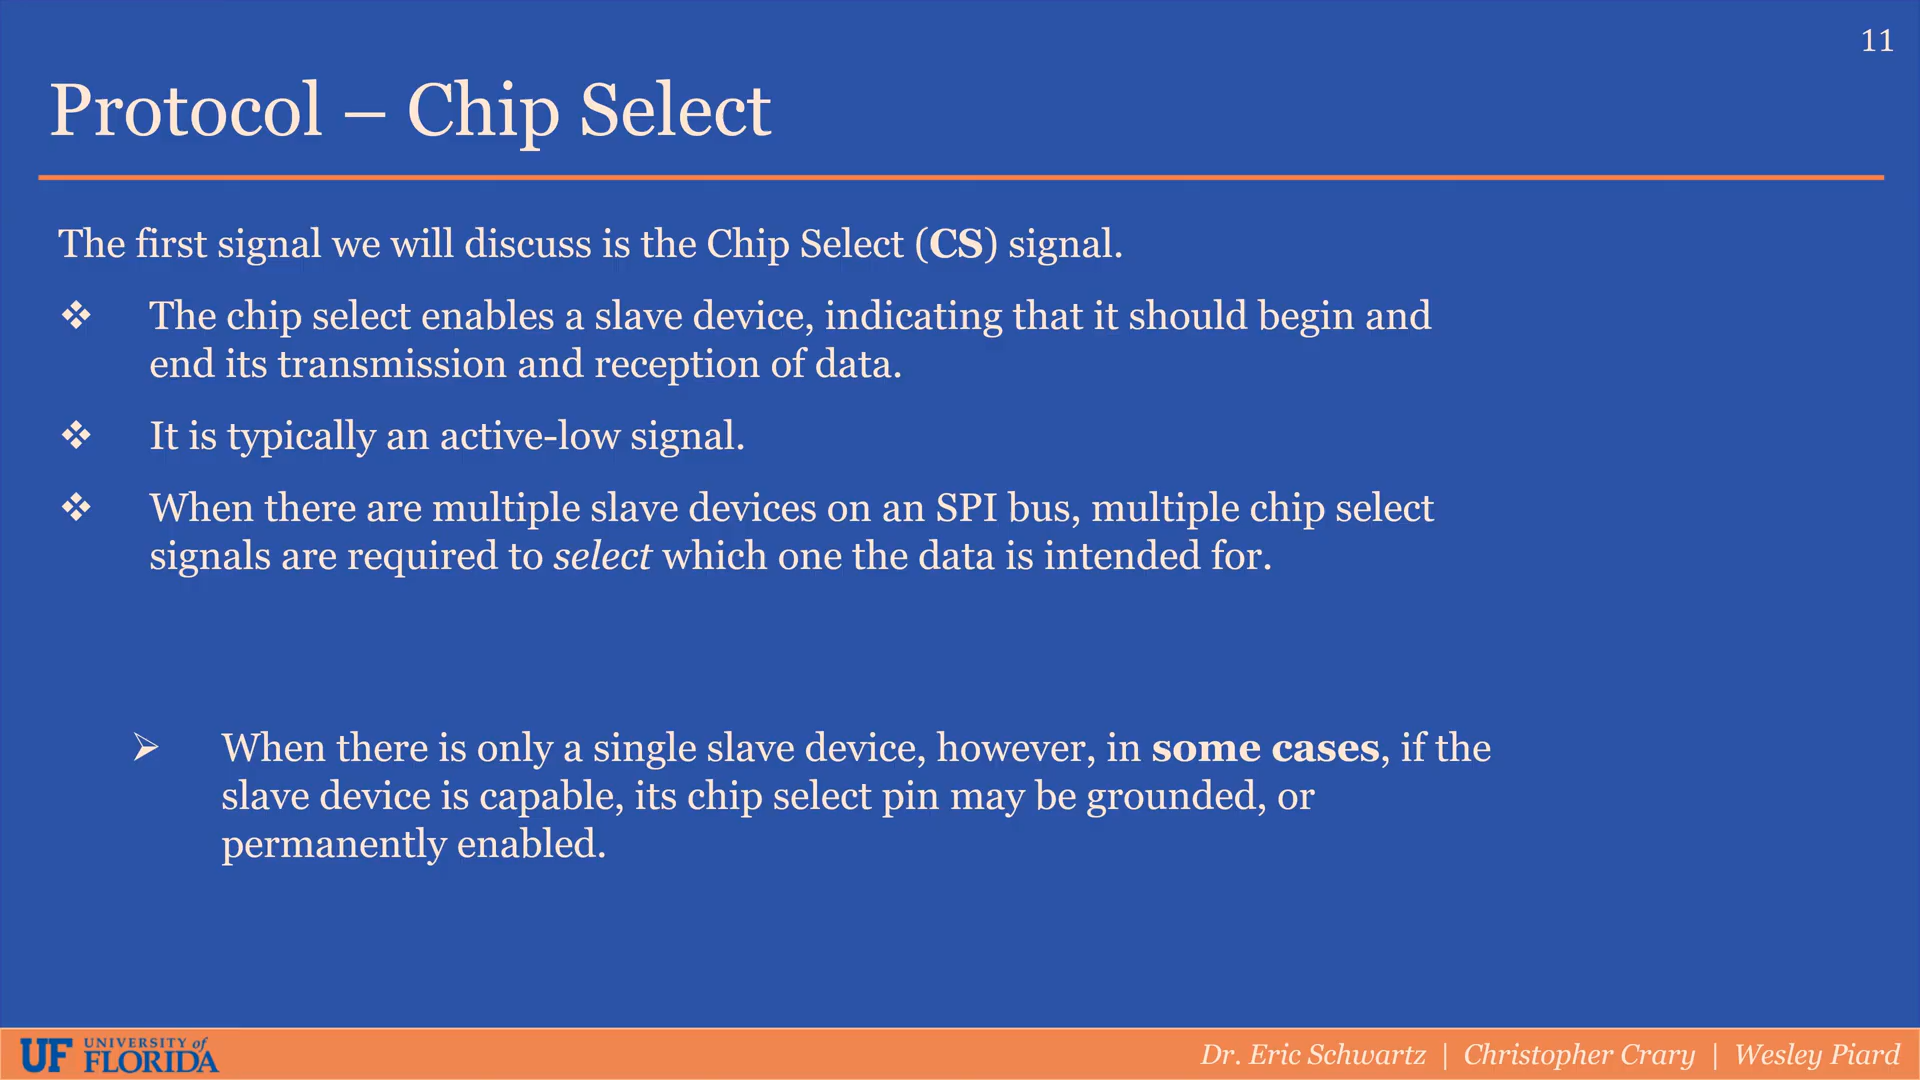 11
Protocol – Chip Select
The first signal we will discuss is the Chip Select (CS) signal.
❖ The chip select enables a slave device, indicating that it should begin and
end its transmission and reception of data.
❖ It is typically an active-low signal.
❖ When there are multiple slave devices on an SPI bus, multiple chip select
signals are required to select which one the data is intended for.
➢ When there is only a single slave device, however, in some cases, if the
slave device is capable, its chip select pin may be grounded, or
permanently enabled.
UF UNIVERSITY of
FLORIDA
Dr. Eric Schwartz | Christopher Crary | Wesley Piard